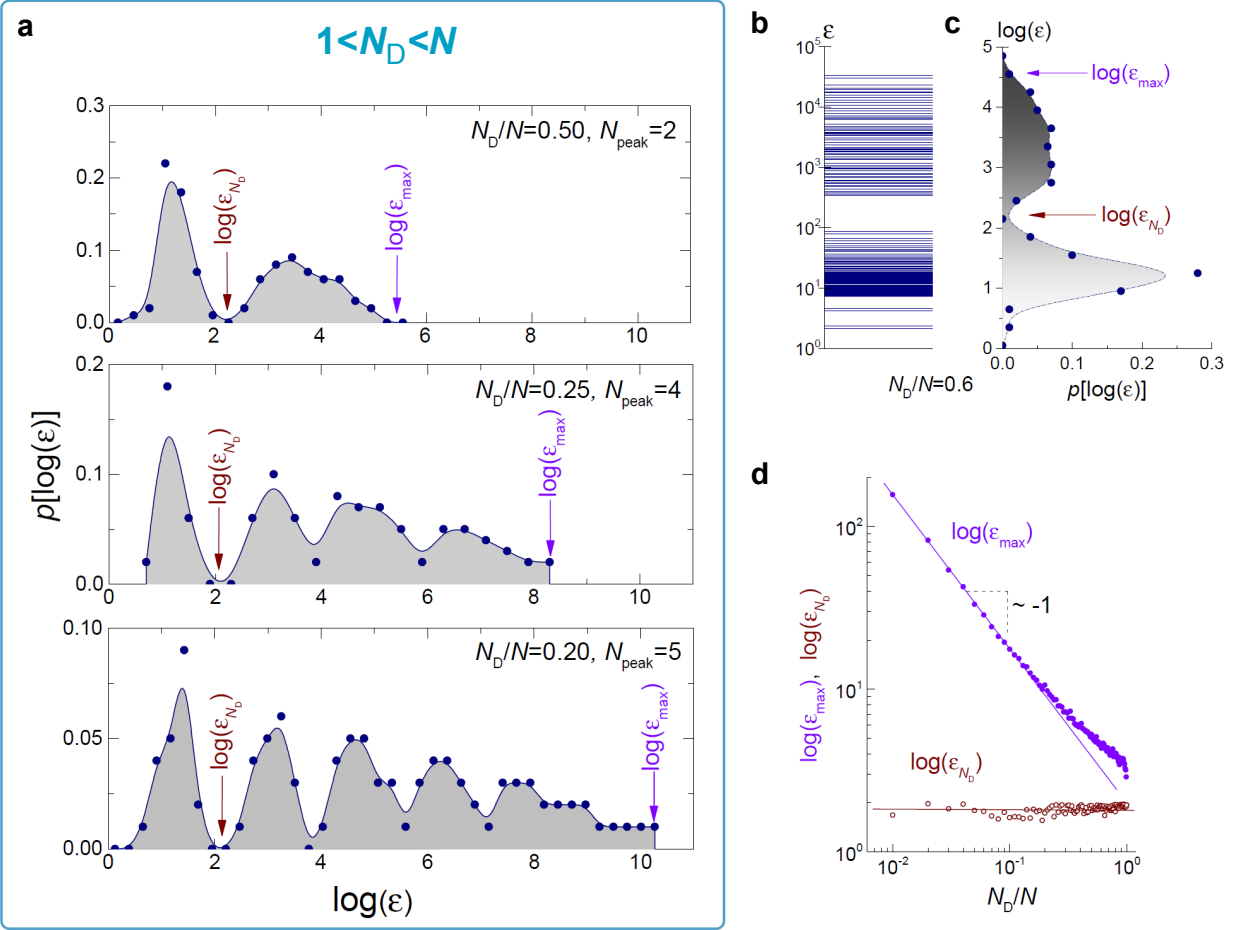 a
1<N_D<N
0.3
0.2
0.1
0.0
N_D/N=0.50, N_peak=2
log(ε_N_D)
log(ε_max)
0 2 4 6 8 10
0.2
0.1
0.0
N_D/N=0.25, N_peak=4
log(ε_N_D)
log(ε_max)
0 2 4 6 8 10
p[log(ε)]
0.10
0.05
0.00
N_D/N=0.20, N_peak=5
log(ε_N_D)
log(ε_max)
0 2 4 6 8 10
log(ε)
b
ε
10^5
10^4
10^3
10^2
10^1
10^0
N_D/N=0.6
c
log(ε)
5
4
3
2
1
0
log(ε_max)
log(ε_N_D)
0.0 0.1 0.2 0.3
p[log(ε)]
d
log(ε_max), log(ε_N_D)
10^2
10^1
10^0
log(ε_max)
~ -1
log(ε_N_D)
10^-2 10^-1 10^0
N_D/N